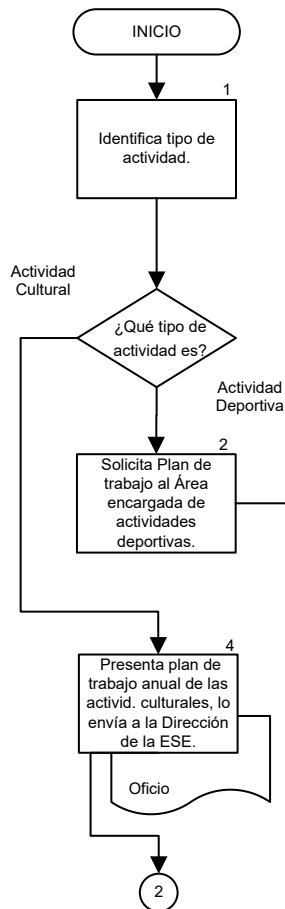 INICIO
1
Identifica tipo de
actividad.
Actividad
Cultural
¿Qué tipo de
actividad es?
Actividad
Deportiva
2
Solicita Plan de
trabajo al Área
encargada de
actividades
deportivas.
4
Presenta plan de
trabajo anual de las
activid. culturales, lo
envía a la Dirección
de la ESE.
Oficio
2